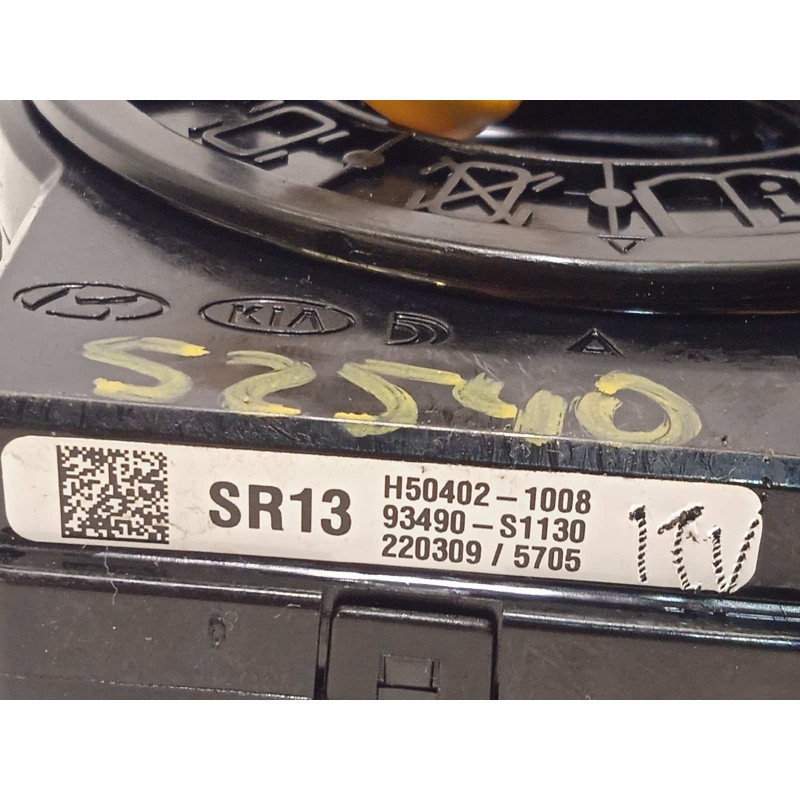 KIA
S2540
SR13
H50402-1008
93490-S1130
220309 / 5705